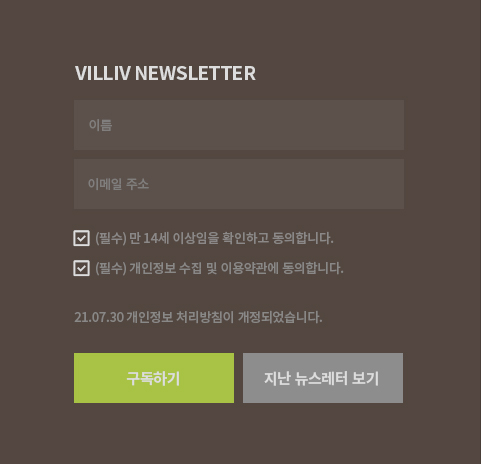 VILLIV NEWSLETTER
이름
이메일 주소
(필수) 만 14세 이상임을 확인하고 동의합니다.
(필수) 개인정보 수집 및 이용약관에 동의합니다.
21.07.30 개인정보 처리방침이 개정되었습니다.
구독하기 지난 뉴스레터 보기